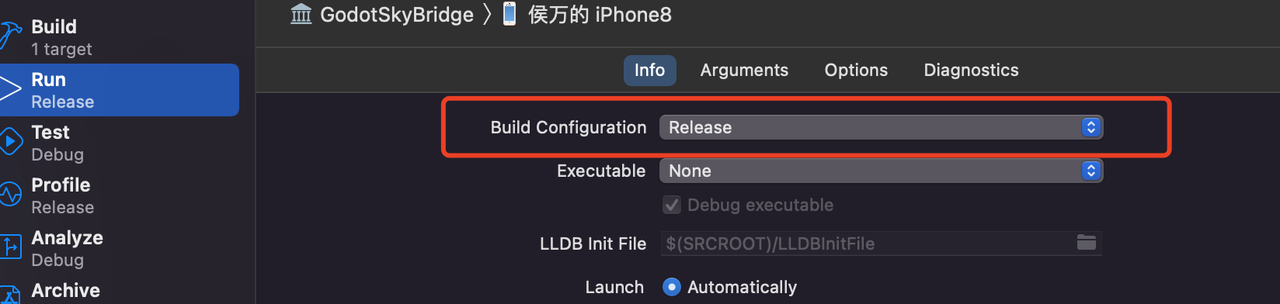 GodotSkyBridge 〉 侯万的 iPhone8
Build
1 target
Run
Release
Test
Debug
Profile
Release
Analyze
Debug
Archive
Info Arguments Options Diagnostics
Build Configuration Release
Executable None
Debug executable
LLDB Init File $(SRCROOT)/LLDBInitFile
Launch Automatically